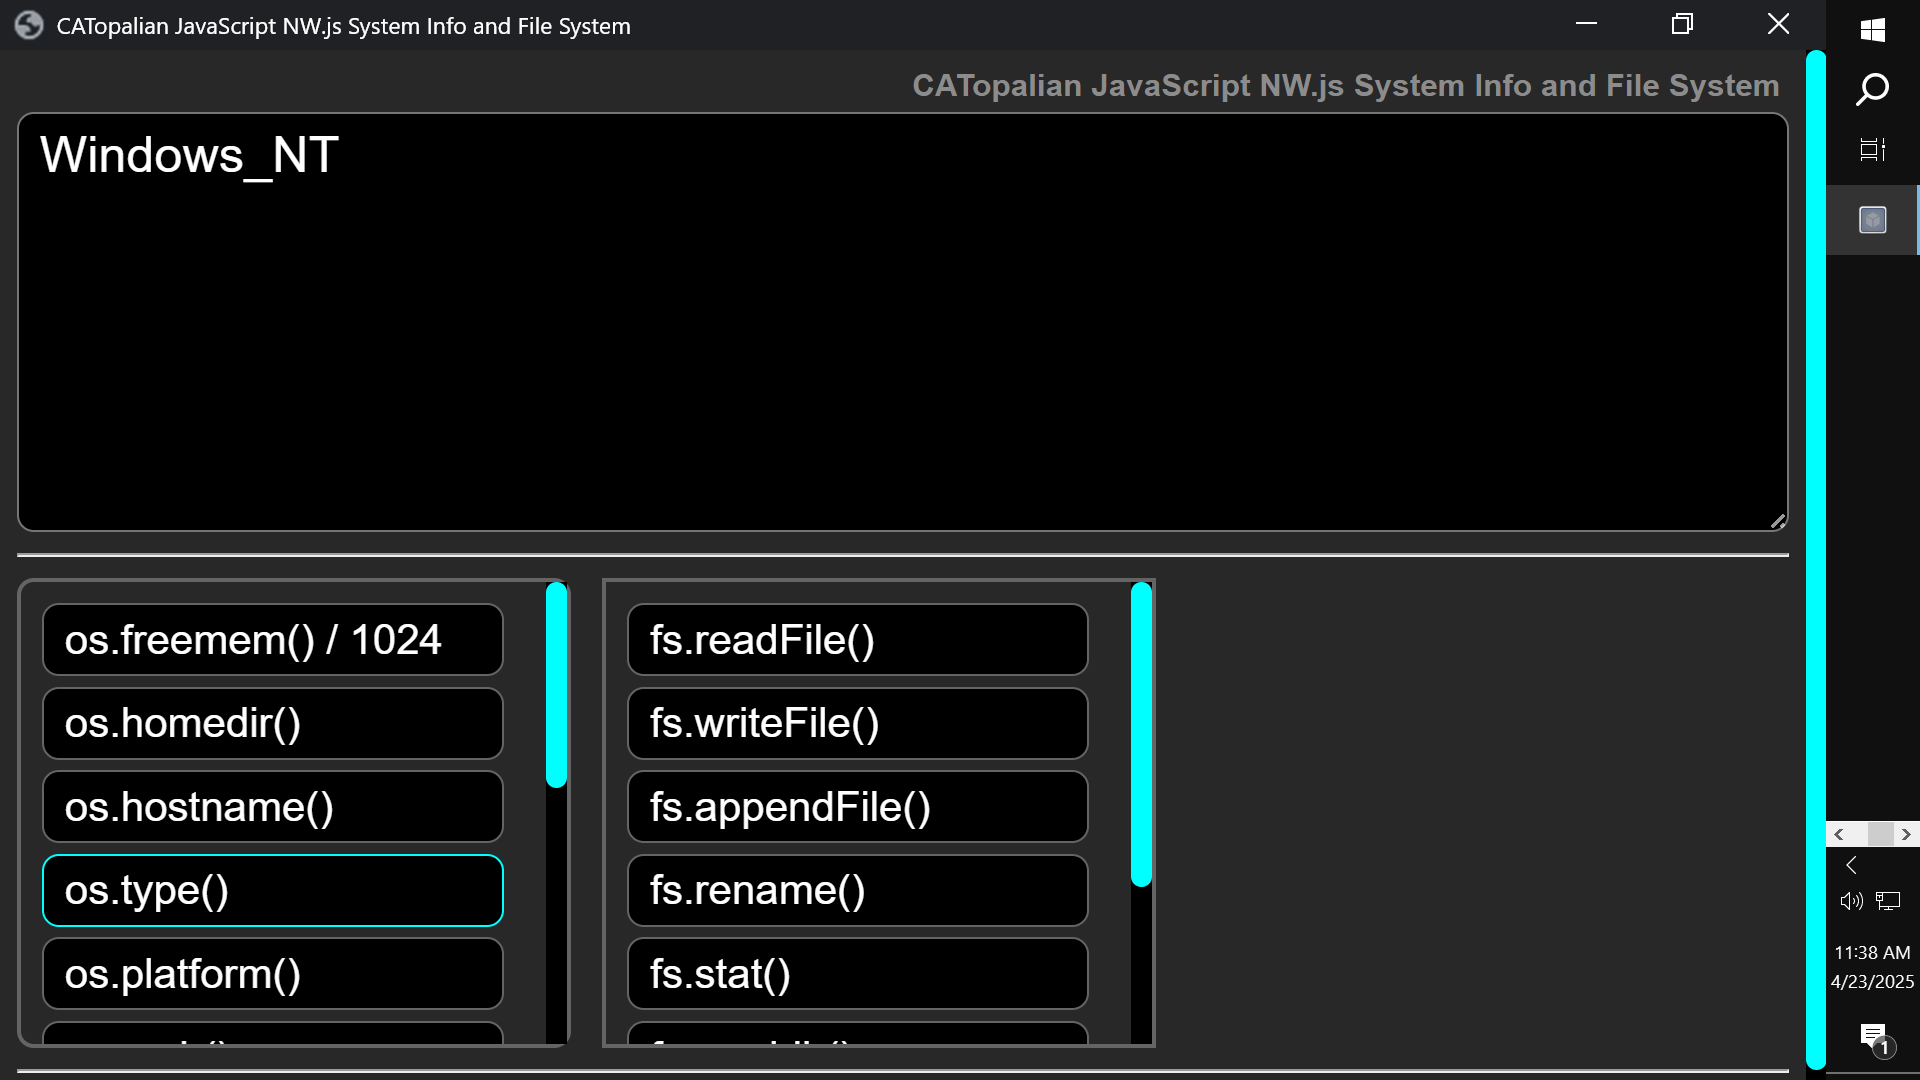 CATopalian JavaScript NW.js System Info and File System
CATopalian JavaScript NW.js System Info and File System
Windows_NT
os.freemem() / 1024
os.homedir()
os.hostname()
os.type()
os.platform()
fs.readFile()
fs.writeFile()
fs.appendFile()
fs.rename()
fs.stat()
11:38 AM
4/23/2025
1